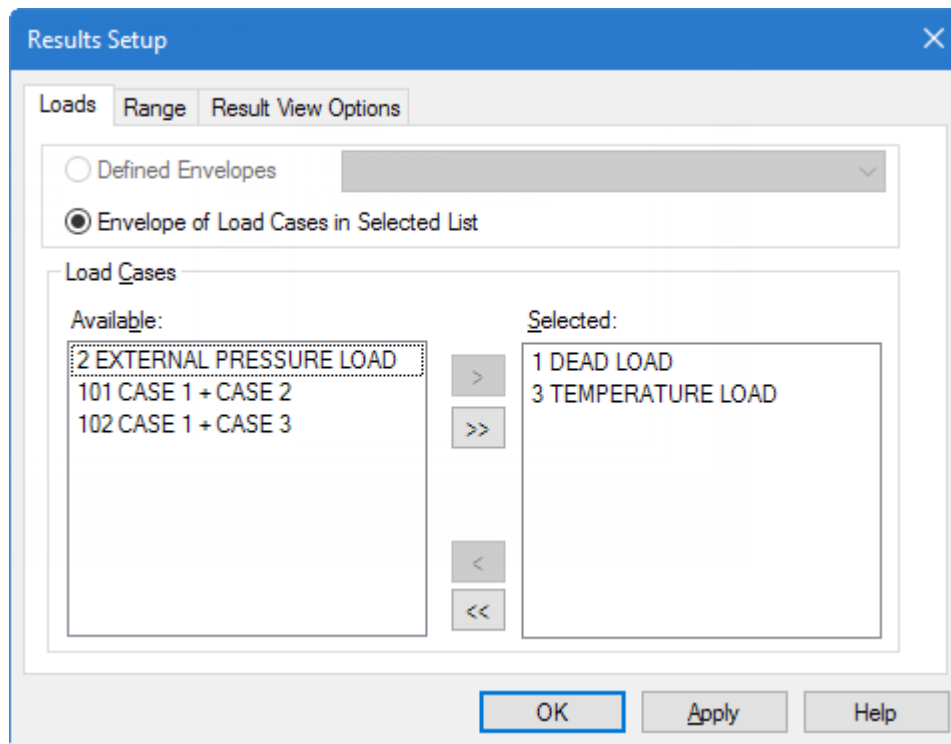 Results Setup
Loads Range Result View Options
Defined Envelopes
Envelope of Load Cases in Selected List
Load Cases
Available: Selected:
2 EXTERNAL PRESSURE LOAD > 1 DEAD LOAD
101 CASE 1 + CASE 2 3 TEMPERATURE LOAD
102 CASE 1 + CASE 3 >>
<
<<
OK Apply Help